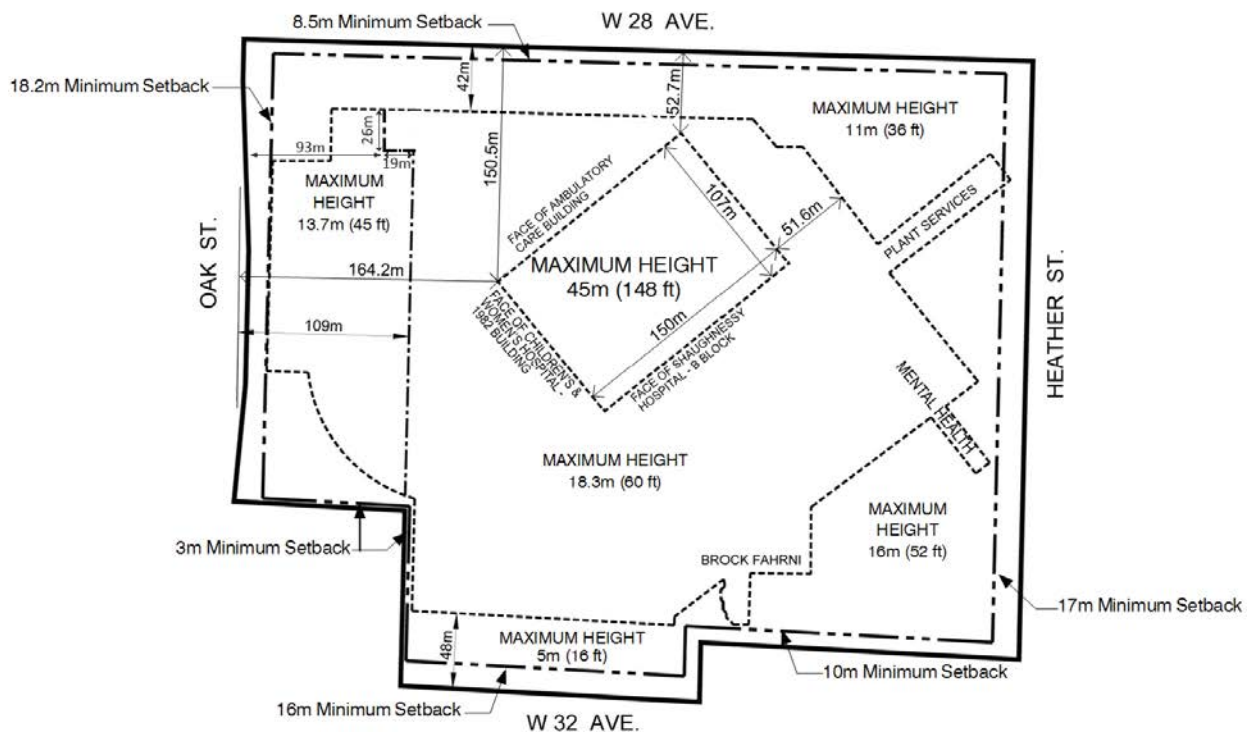 W 28 AVE.
8.5m Minimum Setback
18.2m Minimum Setback
42m
52.7m
MAXIMUM HEIGHT
11m (36 ft)
26m
93m
19m
150.5m
MAXIMUM
HEIGHT
13.7m (45 ft)
FACE OF AMBULATORY
CARE BUILDING
107m
51.6m
PLANT SERVICES
OAK ST.
164.2m
MAXIMUM HEIGHT
45m (148 ft)
HEATHER ST.
109m
FACE OF CHILDREN'S &
WOMEN'S HOSPITAL -
1982 BUILDING
150m
FACE OF SHAUGHNESSY
HOSPITAL - B BLOCK
MENTAL HEALTH
MAXIMUM HEIGHT
18.3m (60 ft)
MAXIMUM
HEIGHT
16m (52 ft)
3m Minimum Setback
BROCK FAHRNI
17m Minimum Setback
48m
MAXIMUM HEIGHT
5m (16 ft)
10m Minimum Setback
16m Minimum Setback
W 32 AVE.